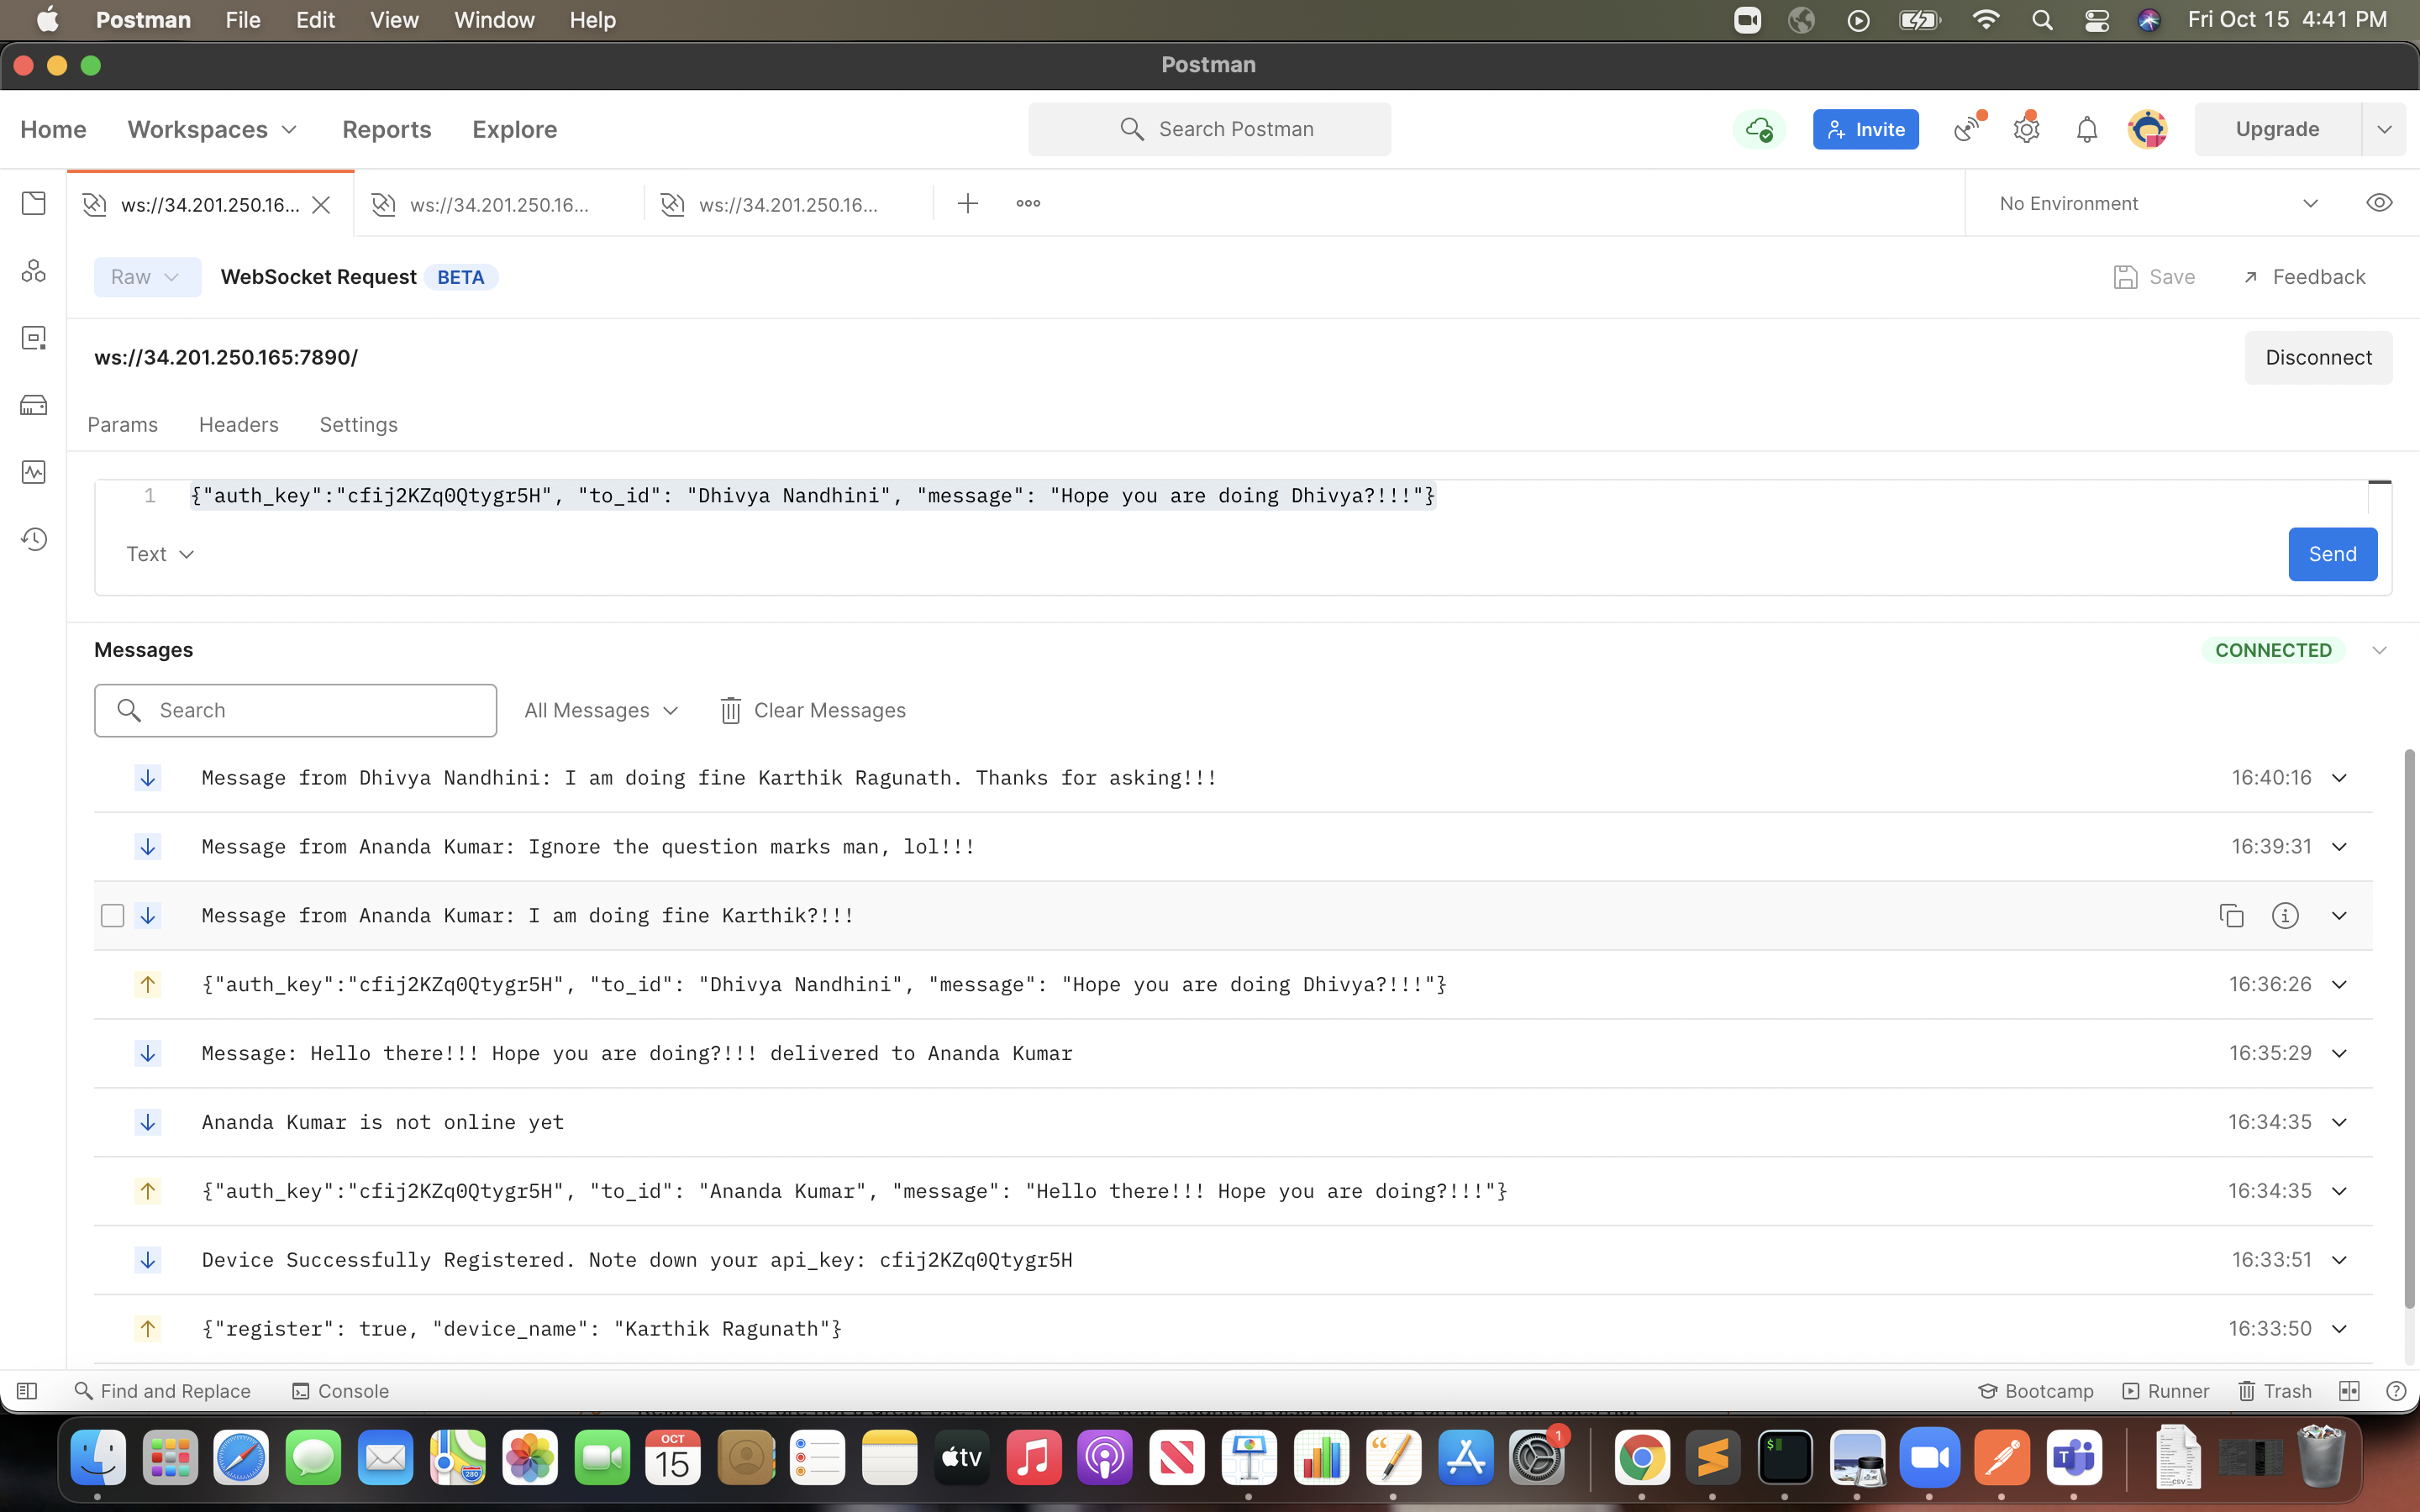 Postman File Edit View Window Help Fri Oct 15 4:41 PM
Postman
Home Workspaces Reports Explore Search Postman Invite Upgrade
ws://34.201.250.16... ws://34.201.250.16... ws://34.201.250.16... No Environment
Raw WebSocket Request BETA Save Feedback
ws://34.201.250.165:7890/ Disconnect
Params Headers Settings
1 {"auth_key":"cfij2KZq0Qtygr5H", "to_id": "Dhivya Nandhini", "message": "Hope you are doing Dhivya?!!!"}
Text Send
Messages CONNECTED
Search All Messages Clear Messages
Message from Dhivya Nandhini: I am doing fine Karthik Ragunath. Thanks for asking!!! 16:40:16
Message from Ananda Kumar: Ignore the question marks man, lol!!! 16:39:31
Message from Ananda Kumar: I am doing fine Karthik?!!!
{"auth_key":"cfij2KZq0Qtygr5H", "to_id": "Dhivya Nandhini", "message": "Hope you are doing Dhivya?!!!"} 16:36:26
Message: Hello there!!! Hope you are doing?!!! delivered to Ananda Kumar 16:35:29
Ananda Kumar is not online yet 16:34:35
{"auth_key":"cfij2KZq0Qtygr5H", "to_id": "Ananda Kumar", "message": "Hello there!!! Hope you are doing?!!!"} 16:34:35
Device Successfully Registered. Note down your api_key: cfij2KZq0Qtygr5H 16:33:51
{"register": true, "device_name": "Karthik Ragunath"} 16:33:50
Find and Replace Console Bootcamp Runner Trash
OCT
15
280
tv
1
$
T
CSV